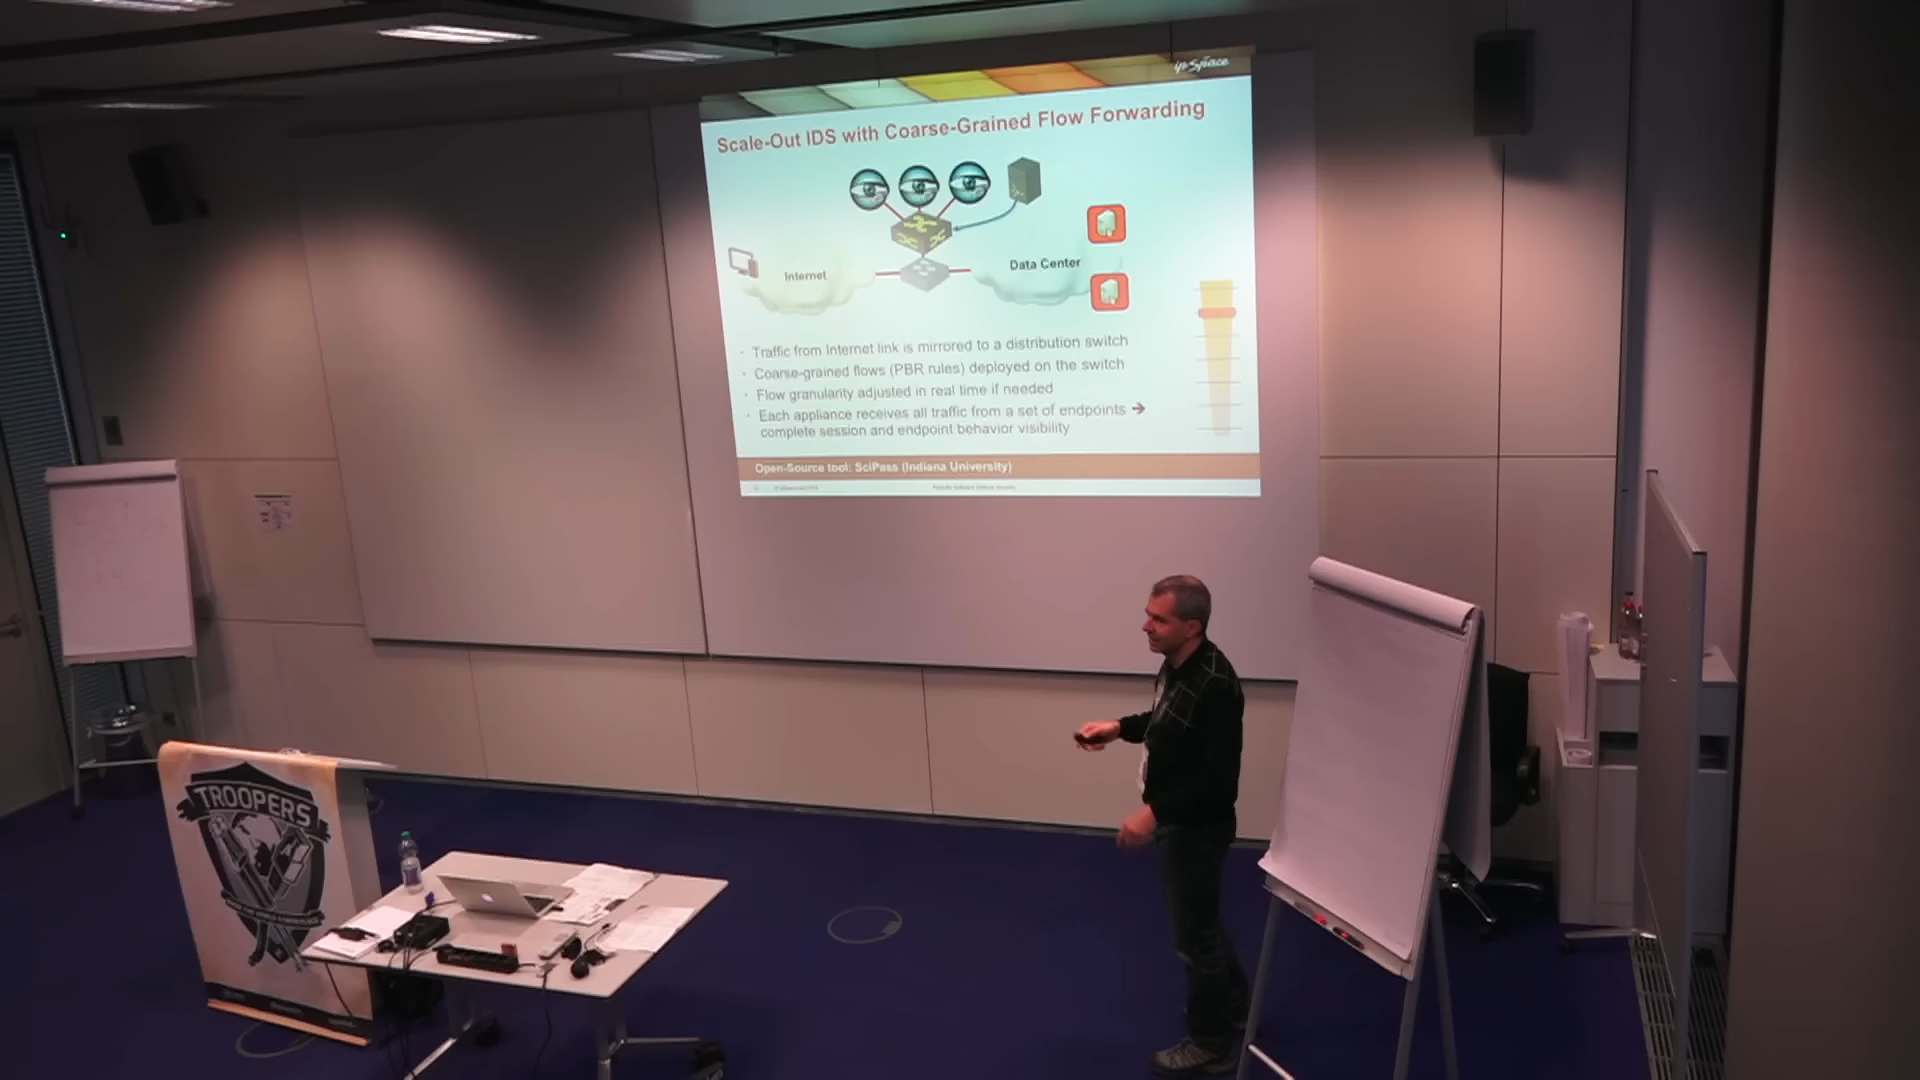 ipSpace
Scale-Out IDS with Coarse-Grained Flow Forwarding
Internet
Data Center
Traffic from Internet link is mirrored to a distribution switch
Coarse-grained flows (PBR rules) deployed on the switch
Flow granularity adjusted in real time if needed
Each appliance receives all traffic from a set of endpoints →
complete session and endpoint behavior visibility
Open-Source tool: SciPass (Indiana University)
TROOPERS